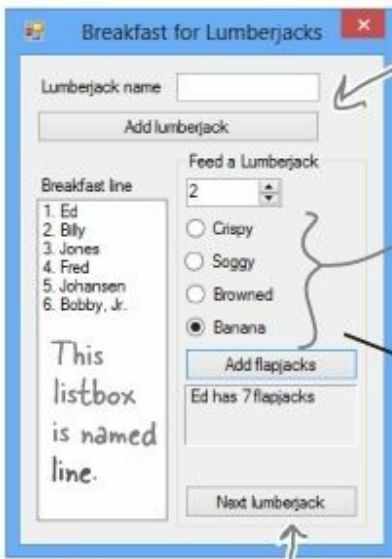 Breakfast for Lumberjacks
Lumberjack name
Add lumberjack
Breakfast line
1. Ed
2. Billy
3. Jones
4. Fred
5. Johansen
6. Bobby, Jr.
This
listbox
is named
line.
Feed a Lumberjack
2
Crispy
Soggy
Browned
Banana
Add flapjacks
Ed has 7 flapjacks
Next lumberjack